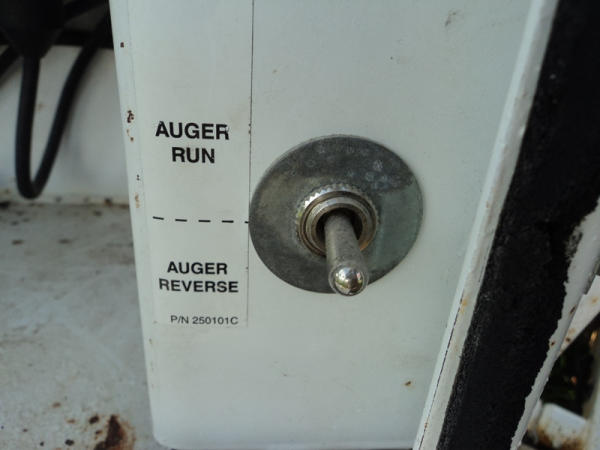 AUGER
RUN
AUGER
REVERSE
P/N 250101C